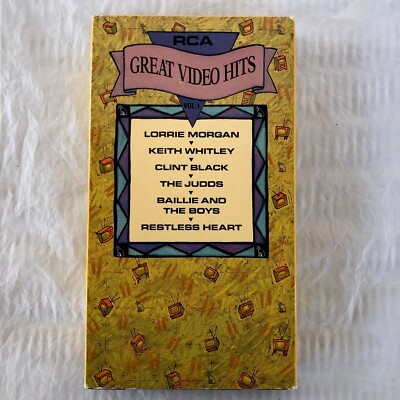 RCA
GREAT VIDEO HITS
VOL. 1
LORRIE MORGAN
KEITH WHITLEY
CLINT BLACK
THE JUDDS
BAILLIE AND
THE BOYS
RESTLESS HEART